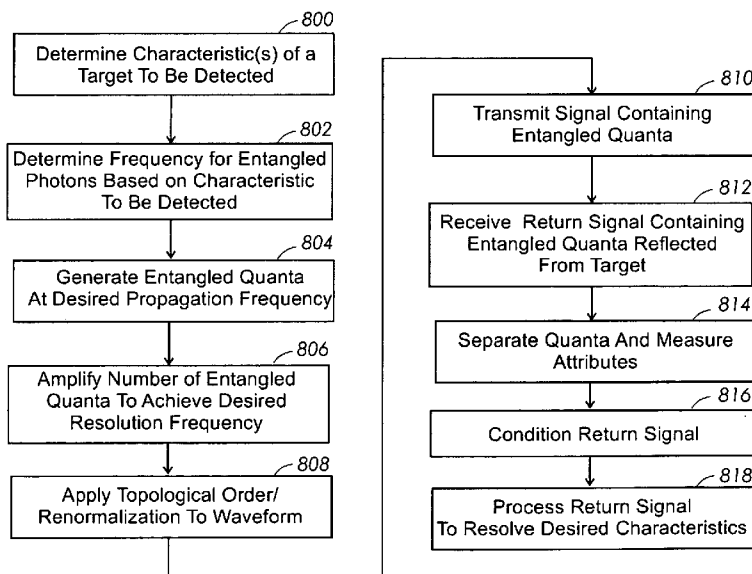 800
Determine Characteristic(s) of a
Target To Be Detected
802
Determine Frequency for Entangled
Photons Based on Characteristic
To Be Detected
804
Generate Entangled Quanta
At Desired Propagation Frequency
806
Amplify Number of Entangled
Quanta To Achieve Desired
Resolution Frequency
808
Apply Topological Order/
Renormalization To Waveform
810
Transmit Signal Containing
Entangled Quanta
812
Receive Return Signal Containing
Entangled Quanta Reflected
From Target
814
Separate Quanta And Measure
Attributes
816
Condition Return Signal
818
Process Return Signal
To Resolve Desired Characteristics